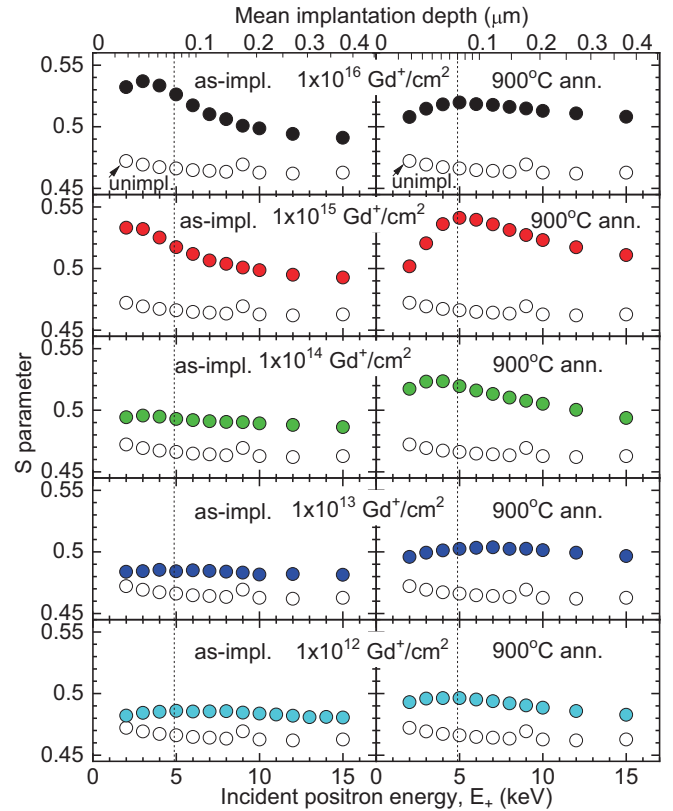 Mean implantation depth (μm)
0 0.1 0.2 0.3 0.4 0 0.1 0.2 0.3 0.4
0.55
as-impl. 1x10¹⁶ Gd⁺/cm² 900°C ann.
0.5
unimpl. unimpl.
0.45
0.55
as-impl. 1x10¹⁵ Gd⁺/cm² 900°C ann.
0.5
0.45
0.55
as-impl. 1x10¹⁴ Gd⁺/cm² 900°C ann.
0.5
0.45
S parameter
0.55
as-impl. 1x10¹³ Gd⁺/cm² 900°C ann.
0.5
0.45
0.55
as-impl. 1x10¹² Gd⁺/cm² 900°C ann.
0.5
0.45
0 5 10 15 0 5 10 15
Incident positron energy, E₊ (keV)